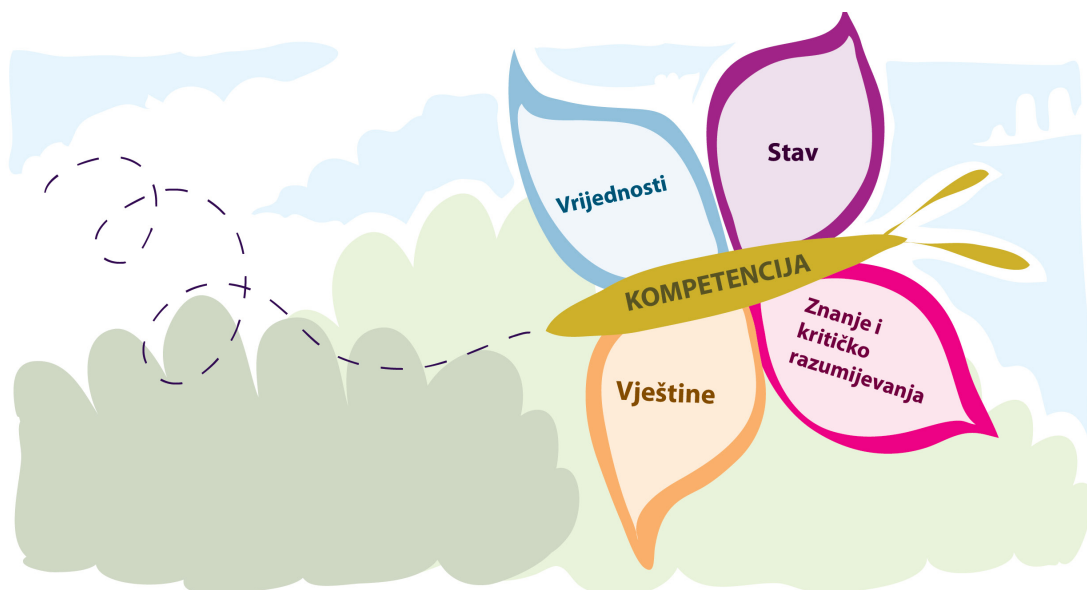 Stav
Vrijednosti
KOMPETENCIJA
Znanje i
kritičko
razumijevanja
Vještine